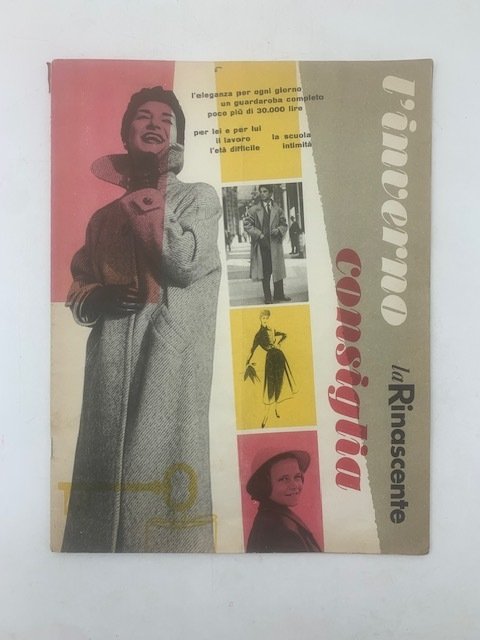 l'eleganza per ogni giorno
un guardaroba completo
poco più di 30.000 lire
per lei e per lui
il lavoro
l'età difficile
la scuola
intimità
l'inverno
consiglia
la Rinascente